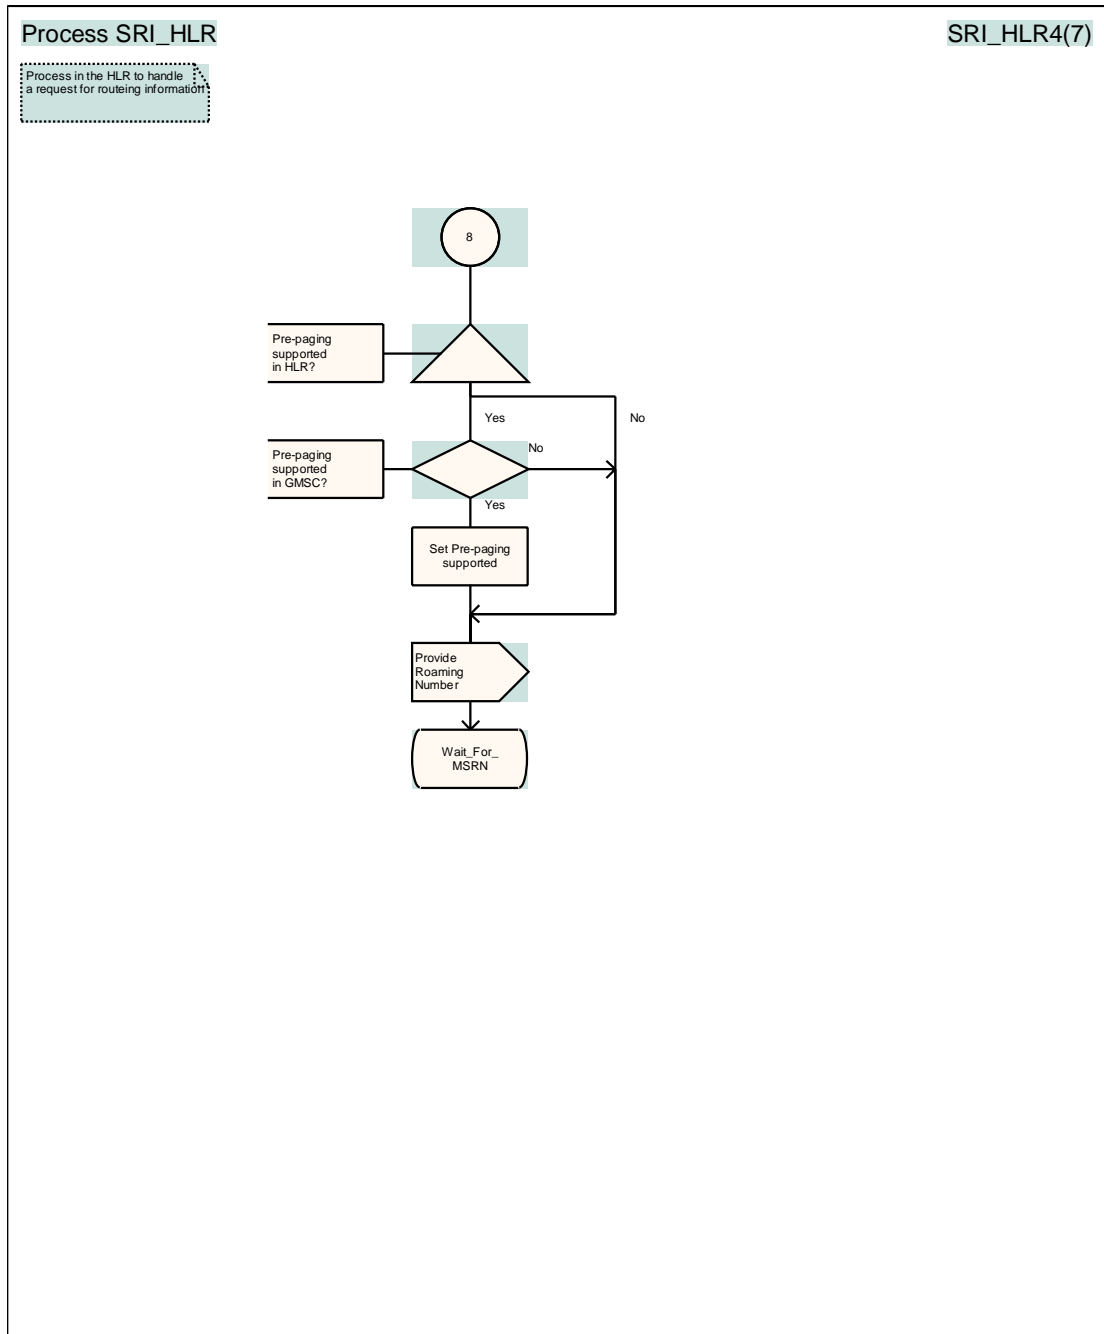 Process SRI_HLR
SRI_HLR4(7)
Process in the HLR to handle
a request for routeing information
8
Pre-paging
supported
in HLR?
Yes
No
Pre-paging
supported
in GMSC?
No
Yes
Set Pre-paging
supported
Provide
Roaming
Number
Wait_For_
MSRN